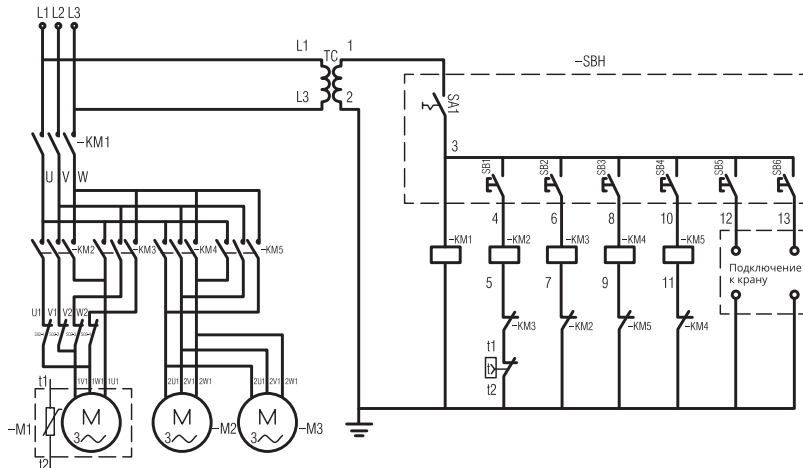 L1 L2 L3
L1
TC
1
L3
2
-SBH
SA1
3
-KM1
U V W
SB1
SB2
SB3
SB4
SB5
SB6
4
6
8
10
12
13
-KM2
-KM3
-KM4
-KM5
-KM1
-KM2
-KM3
-KM4
-KM5
Подключение
к крану
5
7
9
11
U1 V1 V2 W2
-KM3
-KM2
-KM5
-KM4
t1
t>
t2
t1
1V1 1W1 1U1
2U1 2V1 2W1
2U1 2V1 2W1
-M1
M
3
M
3
-M2
M
3
-M3
t2